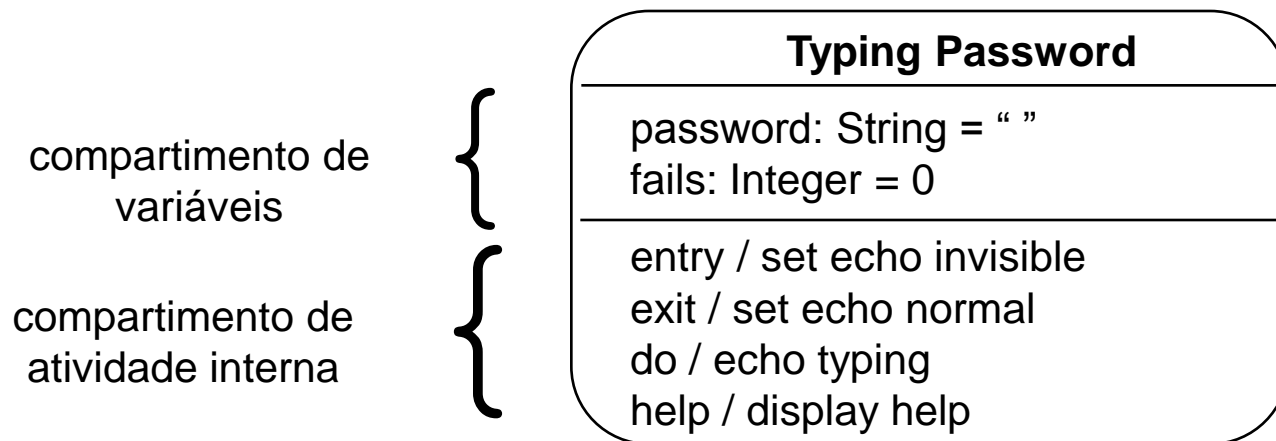 Typing Password
compartimento de
variáveis
password: String = “ ”
fails: Integer = 0
compartimento de
atividade interna
entry / set echo invisible
exit / set echo normal
do / echo typing
help / display help